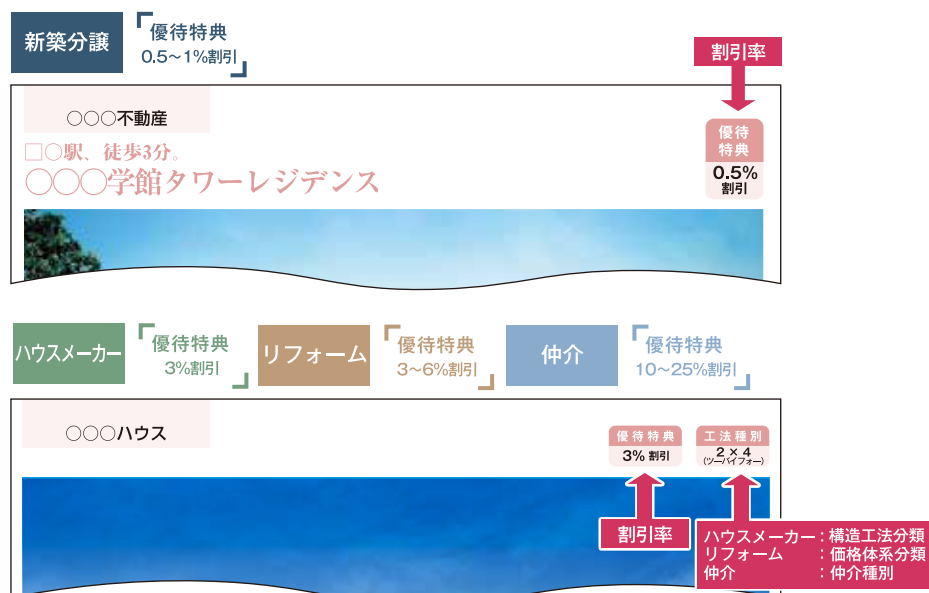 新築分譲
優待特典
0.5～1%割引
割引率
○○○不動産
優待
特典
0.5%
割引
□○駅、徒歩3分。
○○○学館タワーレジデンス
ハウスメーカー
優待特典
3%割引
リフォーム
優待特典
3～6%割引
仲介
優待特典
10～25%割引
○○○ハウス
優待特典
3% 割引
工法種別
2×4
(ツーバイフォー)
割引率
ハウスメーカー：構造工法分類
リフォーム　　：価格体系分類
仲介　　　　　：仲介種別